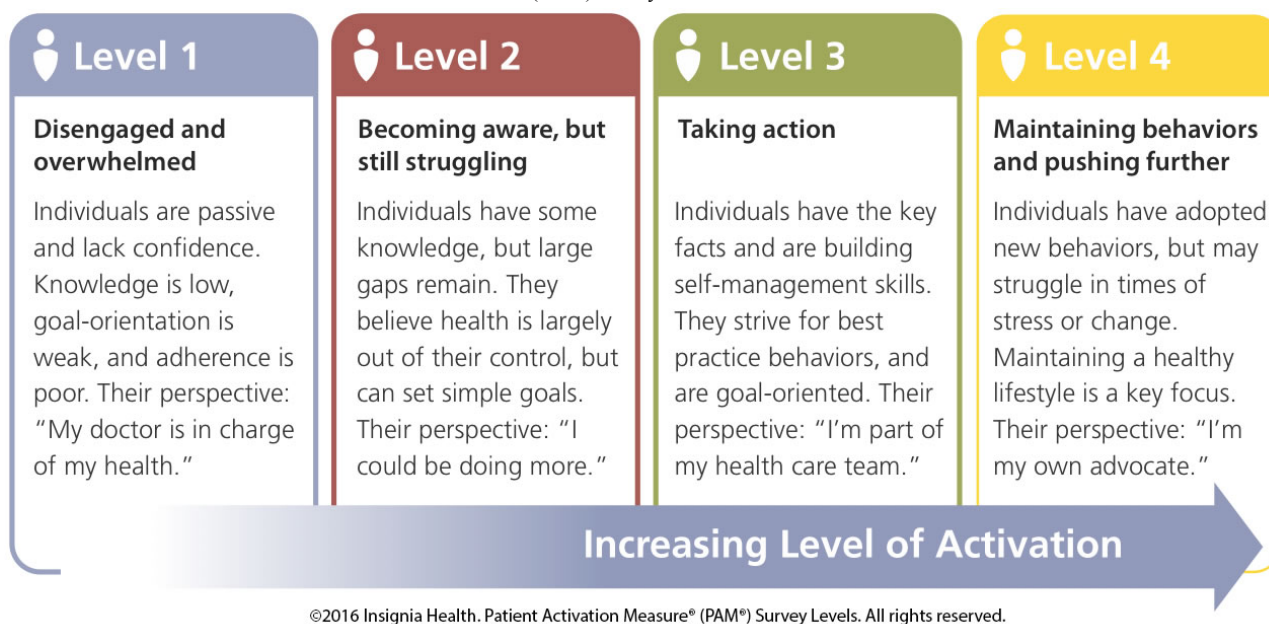 Level 1
Disengaged and
overwhelmed
Individuals are passive
and lack confidence.
Knowledge is low,
goal-orientation is
weak, and adherence is
poor. Their perspective:
“My doctor is in charge
of my health.”
Level 2
Becoming aware, but
still struggling
Individuals have some
knowledge, but large
gaps remain. They
believe health is largely
out of their control, but
can set simple goals.
Their perspective: “I
could be doing more.”
Level 3
Taking action
Individuals have the key
facts and are building
self-management skills.
They strive for best
practice behaviors, and
are goal-oriented. Their
perspective: “I’m part of
my health care team.”
Level 4
Maintaining behaviors
and pushing further
Individuals have adopted
new behaviors, but may
struggle in times of
stress or change.
Maintaining a healthy
lifestyle is a key focus.
Their perspective: “I’m
my own advocate.”
Increasing Level of Activation
©2016 Insignia Health. Patient Activation Measure® (PAM®) Survey Levels. All rights reserved.